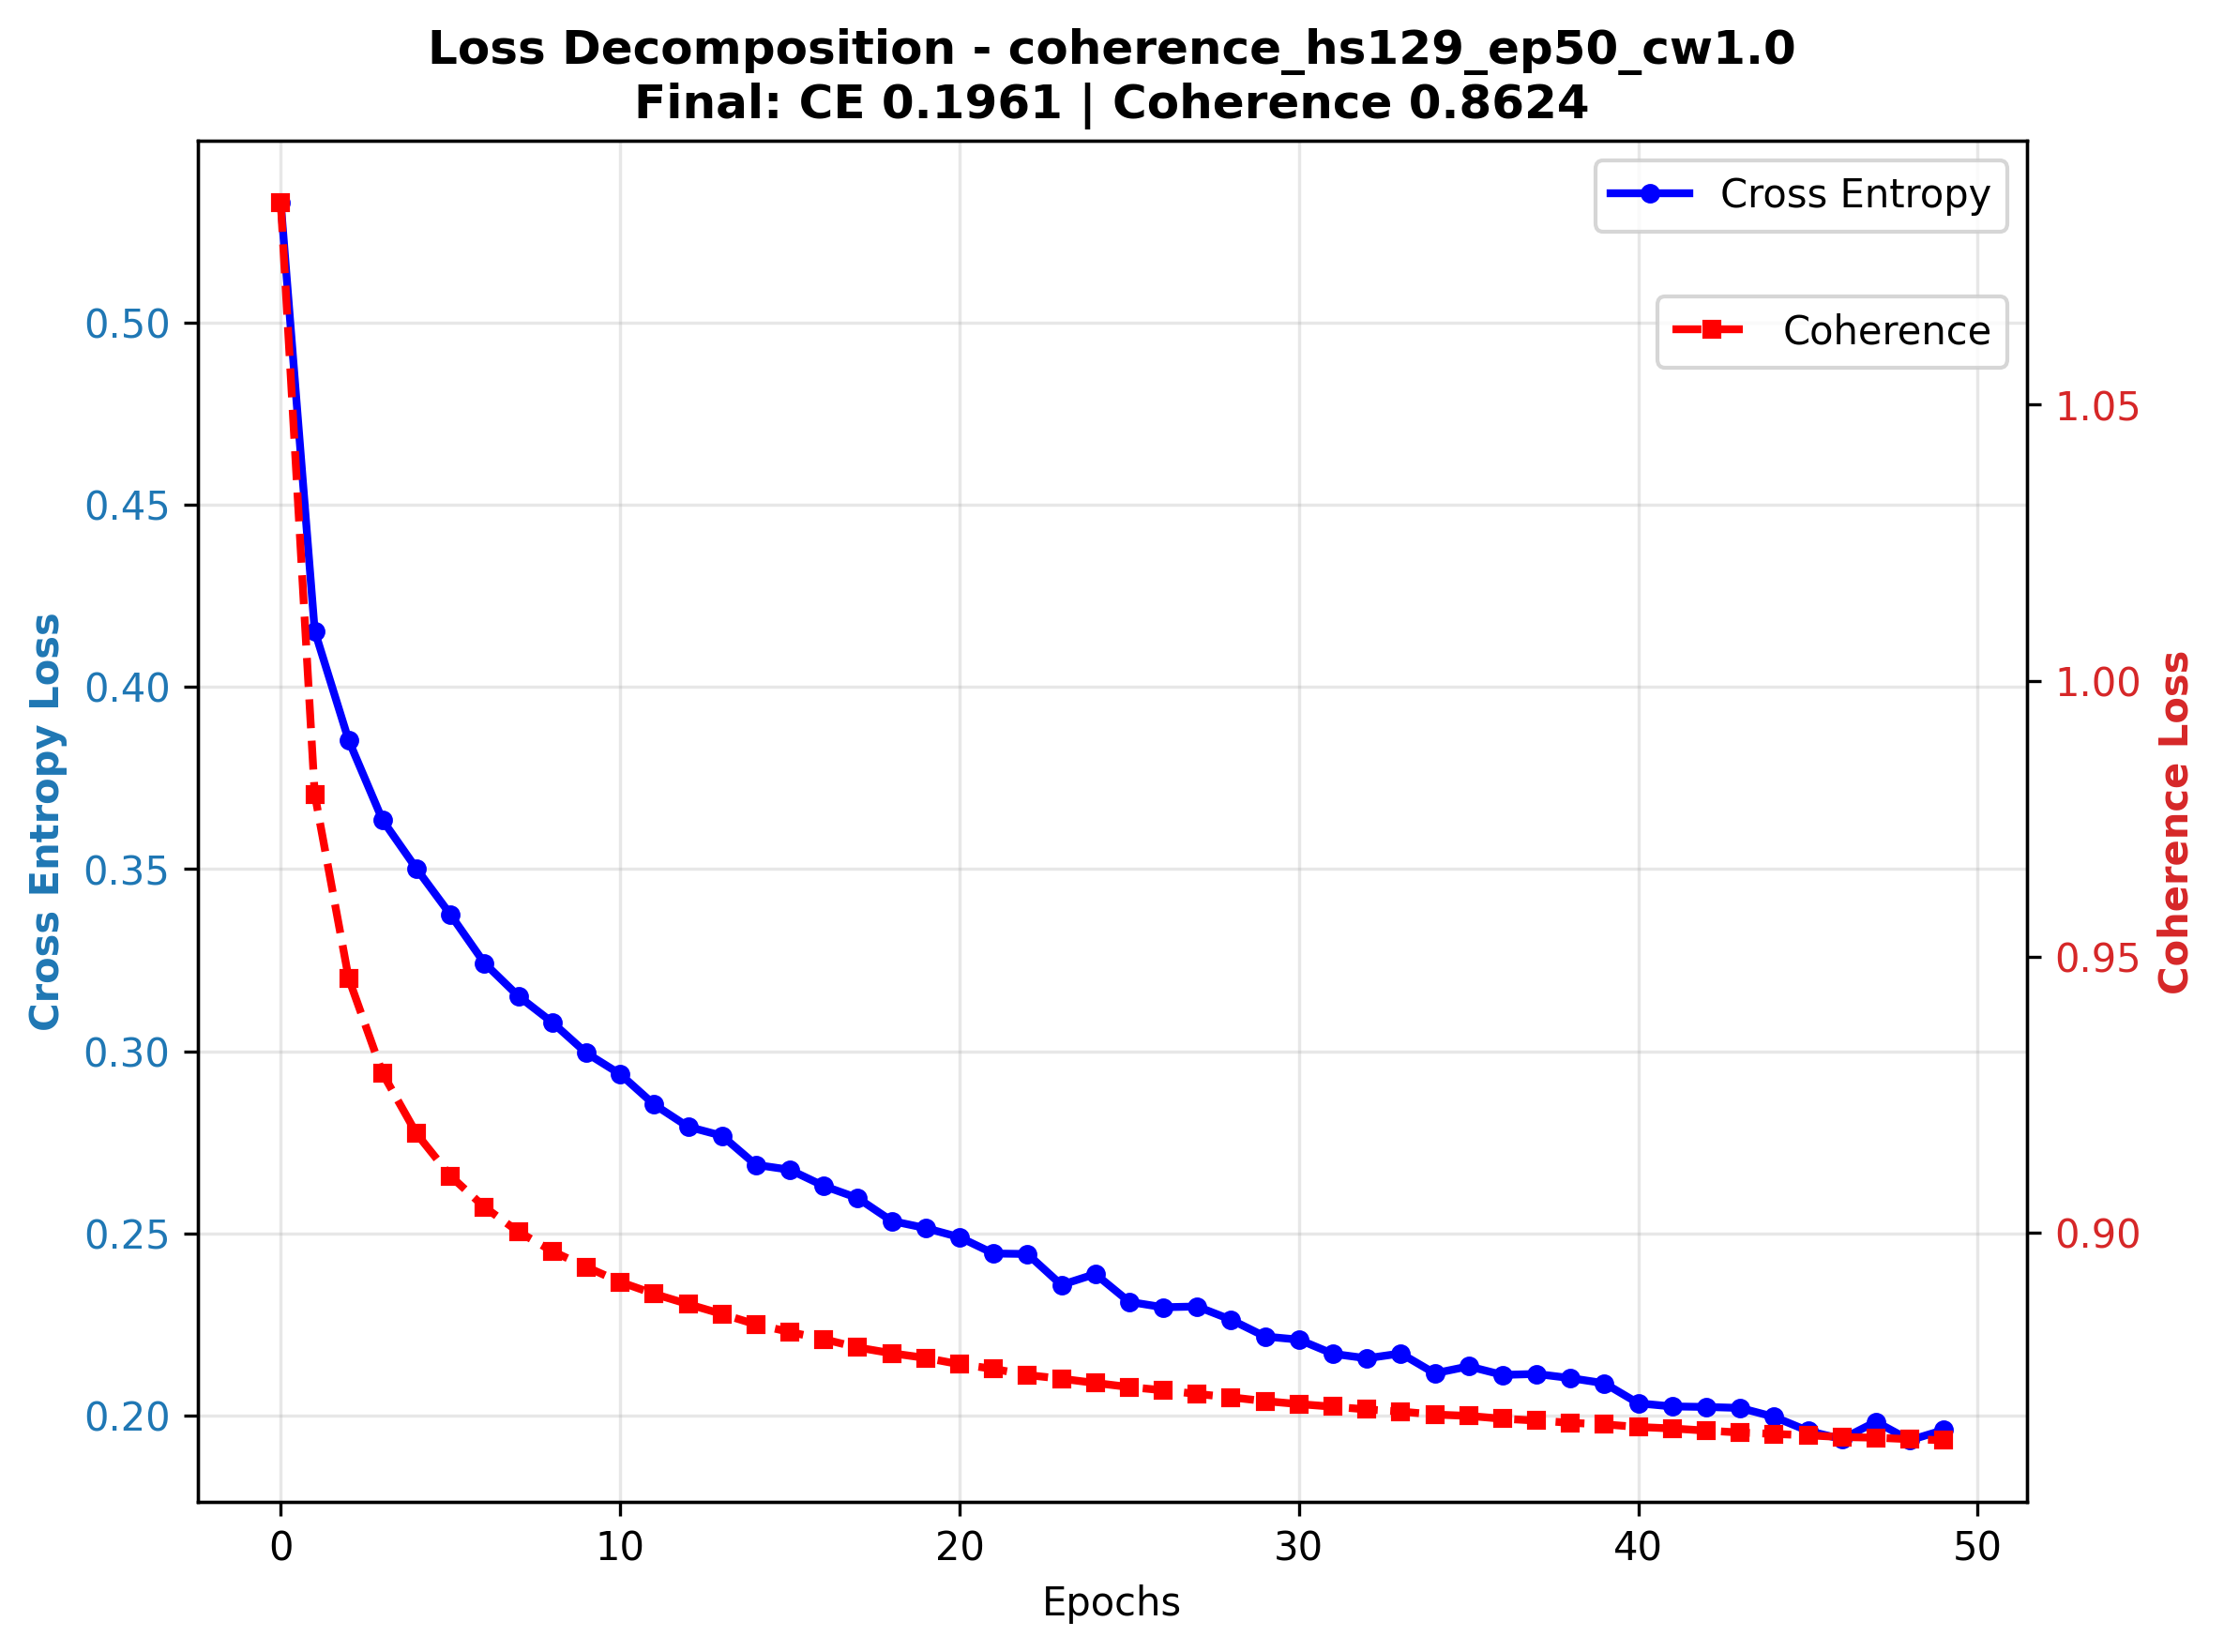 Loss Decomposition - coherence_hs129_ep50_cw1.0
Final: CE 0.1961 | Coherence 0.8624
Cross Entropy
Coherence
Cross Entropy Loss
0.50
0.45
0.40
0.35
0.30
0.25
0.20
1.05
1.00
0.95
0.90
Coherence Loss
0 10 20 30 40 50
Epochs